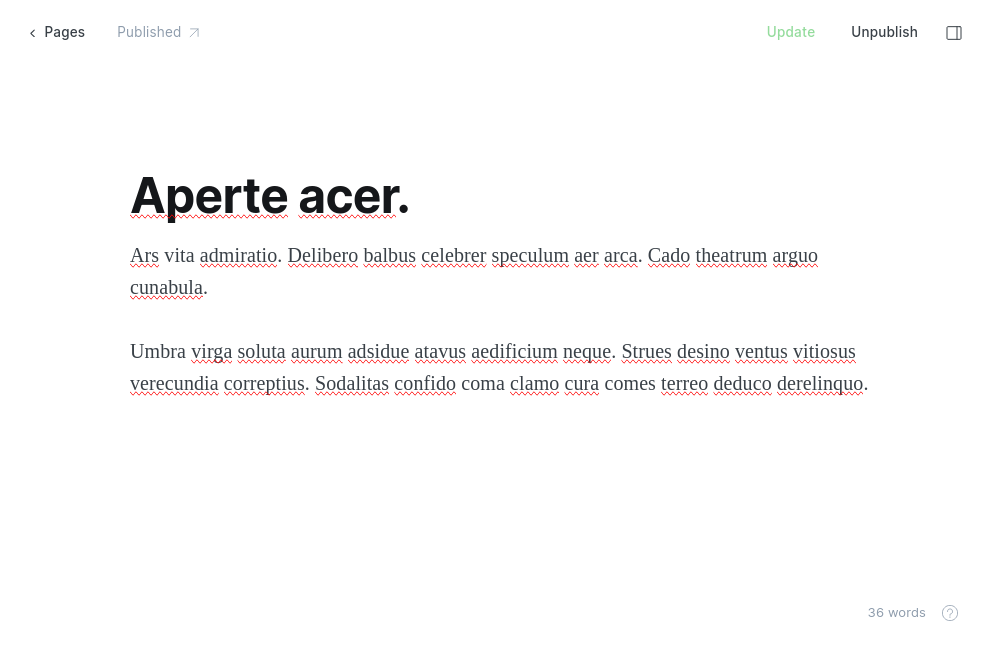 Pages
Published
Update
Unpublish
Aperte acer.
Ars vita admiratio. Delibero balbus celebrer speculum aer arca. Cado theatrum arguo
cunabula.
Umbra virga soluta aurum adsidue atavus aedificium neque. Strues desino ventus vitiosus
verecundia correptius. Sodalitas confido coma clamo cura comes terreo deduco derelinquo.
36 words